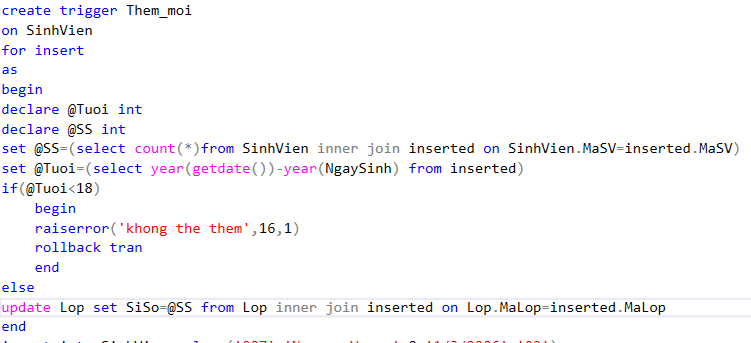 create trigger Them_moi
on SinhVien
for insert
as
begin
declare @Tuoi int
declare @SS int
set @SS=(select count(*)from SinhVien inner join inserted on SinhVien.MaSV=inserted.MaSV)
set @Tuoi=(select year(getdate())-year(NgaySinh) from inserted)
if(@Tuoi<18)
begin
raiserror('khong the them',16,1)
rollback tran
end
else
update Lop set SiSo=@SS from Lop inner join inserted on Lop.MaLop=inserted.MaLop
end